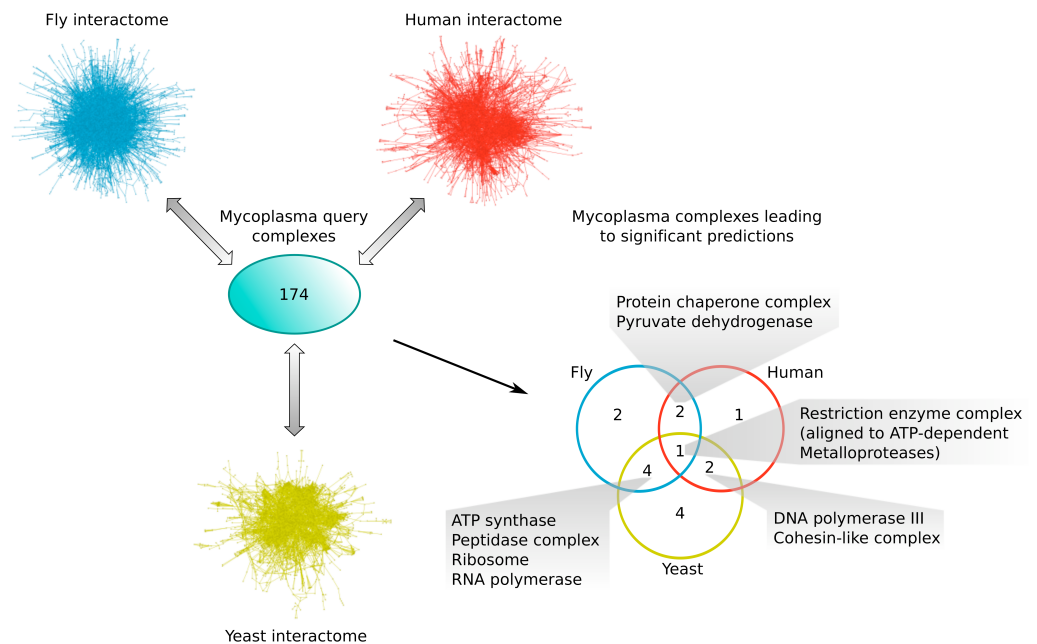 Fly interactome
Human interactome
Mycoplasma query
complexes
174
Yeast interactome
Mycoplasma complexes leading
to significant predictions
Protein chaperone complex
Pyruvate dehydrogenase
Fly
Human
2
2
1
Restriction enzyme complex
(aligned to ATP-dependent
Metalloproteases)
1
4
2
4
ATP synthase
Peptidase complex
Ribosome
RNA polymerase
DNA polymerase III
Cohesin-like complex
Yeast